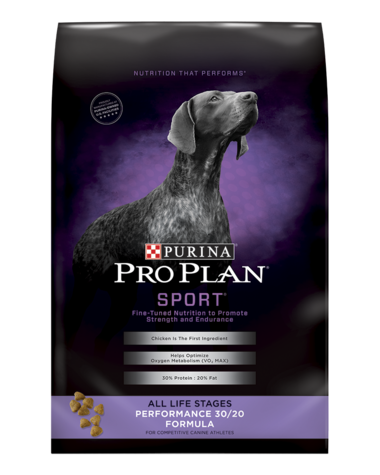 NUTRITION THAT PERFORMS®
PURINA
PRO PLAN®
SPORT®
Fine-Tuned Nutrition to Promote
Strength and Endurance
Chicken Is The First Ingredient
Helps Optimize
Oxygen Metabolism (VO₂ MAX)
30% Protein : 20% Fat
ALL LIFE STAGES
PERFORMANCE 30/20
FORMULA
FOR COMPETITIVE CANINE ATHLETES